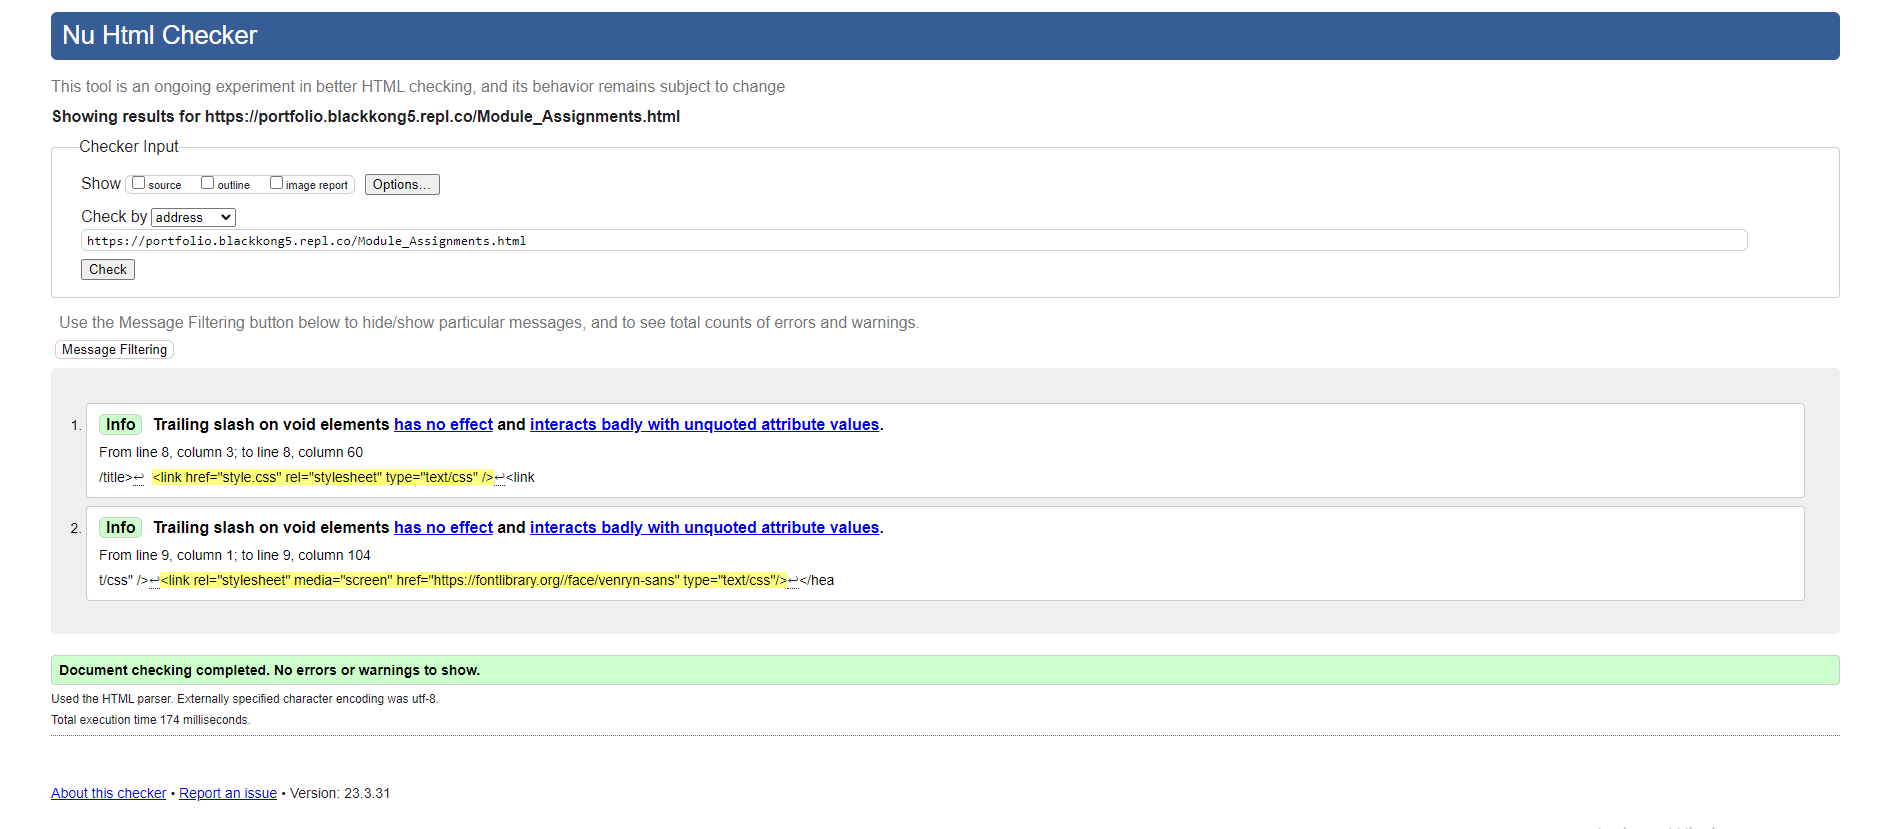 Nu Html Checker
This tool is an ongoing experiment in better HTML checking, and its behavior remains subject to change
Showing results for https://portfolio.blackkong5.repl.co/Module_Assignments.html
Checker Input
Show source outline image report Options...
Check by address
https://portfolio.blackkong5.repl.co/Module_Assignments.html
Check
Use the Message Filtering button below to hide/show particular messages, and to see total counts of errors and warnings.
Message Filtering
1. Info Trailing slash on void elements has no effect and interacts badly with unquoted attribute values.
From line 8, column 3; to line 8, column 60
/title>↩ <link href="style.css" rel="stylesheet" type="text/css" />↩<link
2. Info Trailing slash on void elements has no effect and interacts badly with unquoted attribute values.
From line 9, column 1; to line 9, column 104
t/css" />↩<link rel="stylesheet" media="screen" href="https://fontlibrary.org//face/venryn-sans" type="text/css"/>↩</hea
Document checking completed. No errors or warnings to show.
Used the HTML parser. Externally specified character encoding was utf-8.
Total execution time 174 milliseconds.
About this checker • Report an issue • Version: 23.3.31